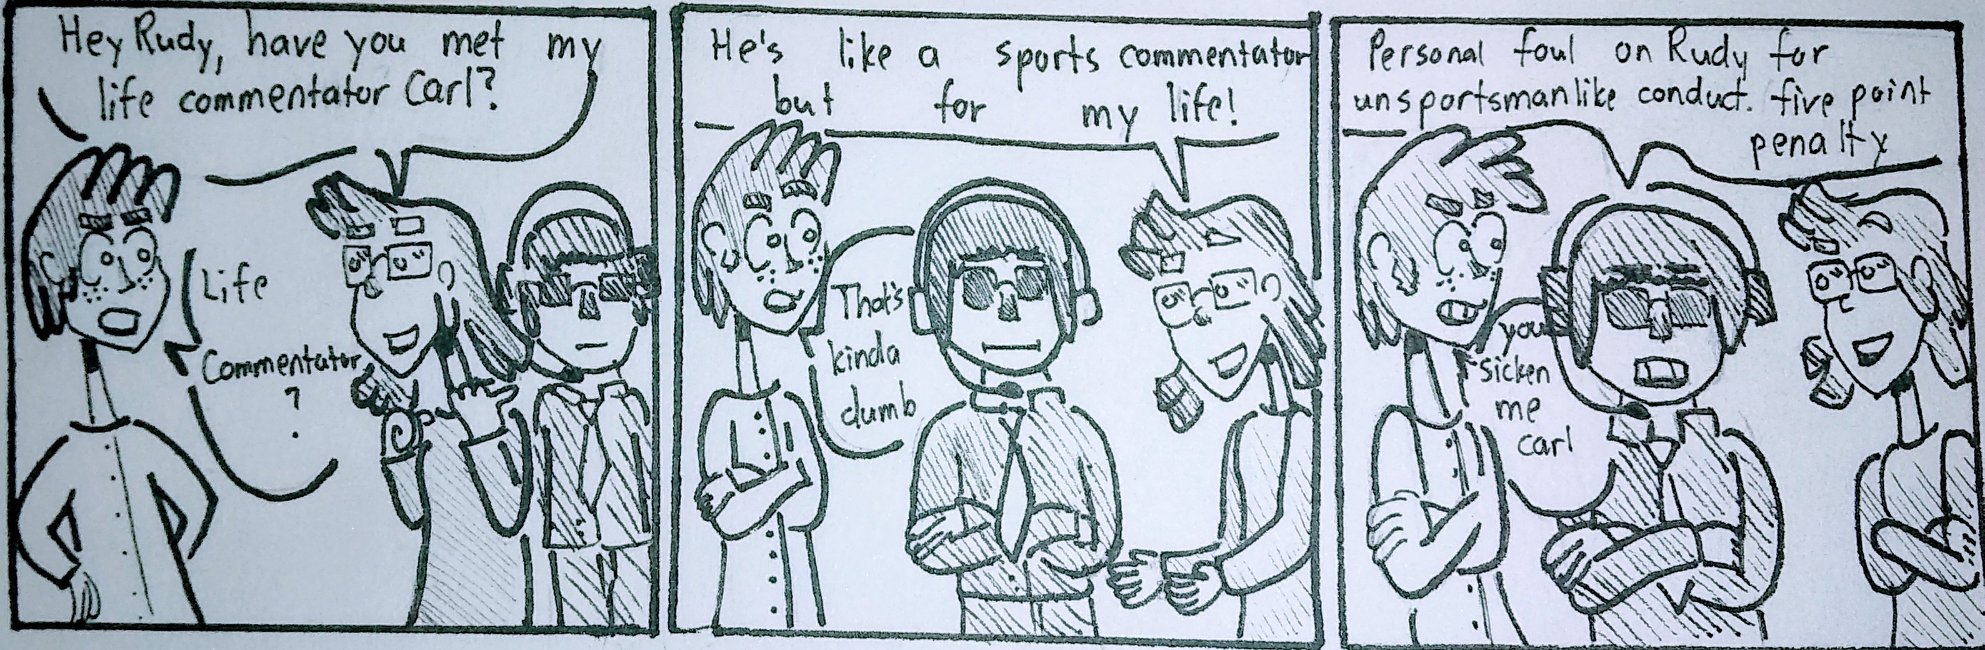 Hey Rudy, have you met my
life commentator Carl?
Life
Commentator
?
He's like a sports commentator
but for my life!
That's
kinda
dumb
Personal foul on Rudy for
unsportsmanlike conduct. five point
penalty
you
sicken
me
carl